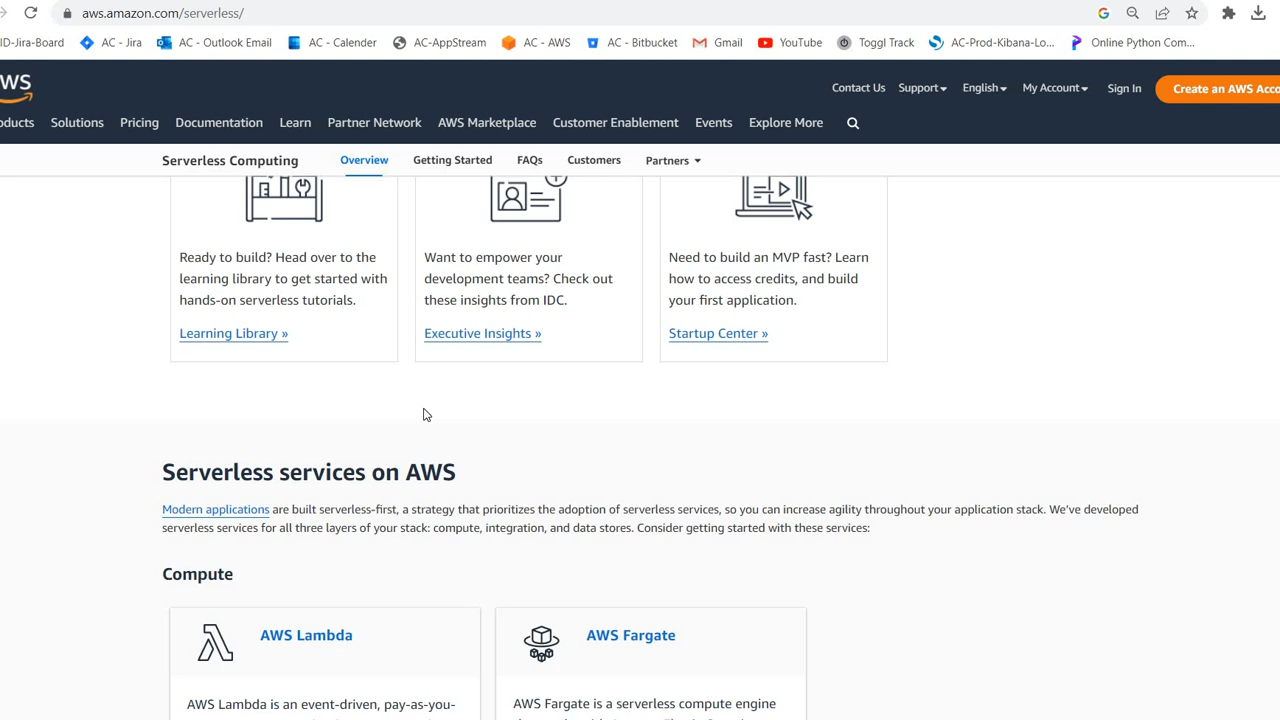 aws.amazon.com/serverless/
ID-Jira-Board AC - Jira AC - Outlook Email AC - Calender AC-AppStream AC - AWS AC - Bitbucket Gmail YouTube Toggl Track AC-Prod-Kibana-Lo... Online Python Com...
WS
Contact Us Support English My Account Sign In Create an AWS Acco
oducts Solutions Pricing Documentation Learn Partner Network AWS Marketplace Customer Enablement Events Explore More
Serverless Computing Overview Getting Started FAQs Customers Partners
Ready to build? Head over to the
learning library to get started with
hands-on serverless tutorials.
Learning Library »
Want to empower your
development teams? Check out
these insights from IDC.
Executive Insights »
Need to build an MVP fast? Learn
how to access credits, and build
your first application.
Startup Center »
Serverless services on AWS
Modern applications are built serverless-first, a strategy that prioritizes the adoption of serverless services, so you can increase agility throughout your application stack. We've developed
serverless services for all three layers of your stack: compute, integration, and data stores. Consider getting started with these services:
Compute
AWS Lambda
AWS Lambda is an event-driven, pay-as-you-
AWS Fargate
AWS Fargate is a serverless compute engine